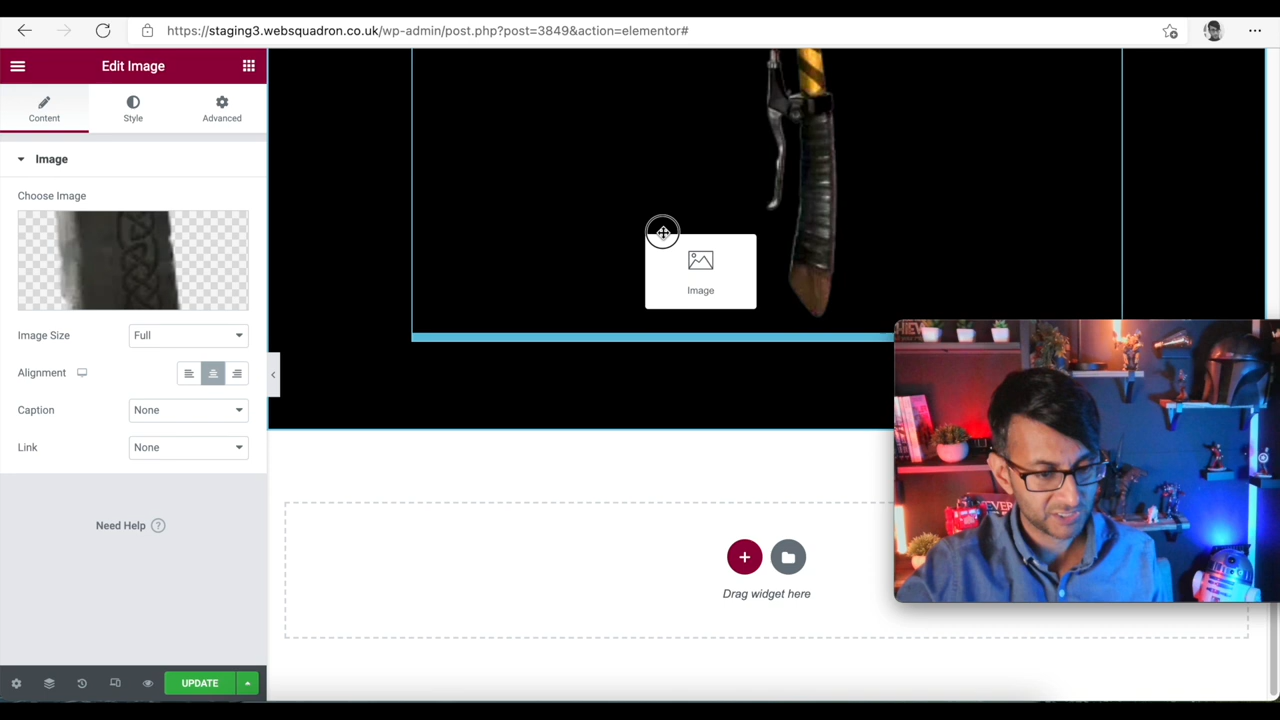 https://staging3.websquadron.co.uk/wp-admin/post.php?post=3849&action=elementor#
Edit Image
Content
Style
Advanced
Image
Choose Image
Image Size
Full
Alignment
Caption
None
Link
None
Need Help
?
UPDATE
Image
Drag widget here